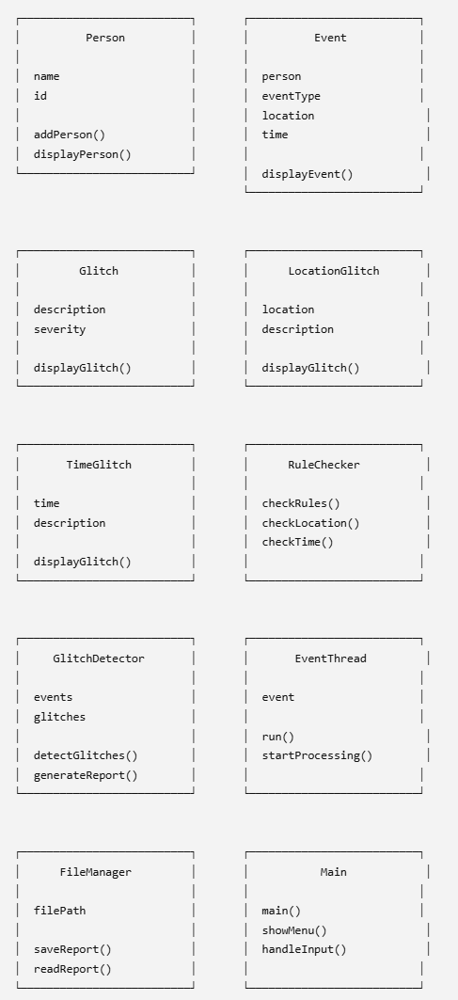 Person
name
id
addPerson()
displayPerson()
Event
person
eventType
location
time
displayEvent()
Glitch
description
severity
displayGlitch()
LocationGlitch
location
description
displayGlitch()
TimeGlitch
time
description
displayGlitch()
RuleChecker
checkRules()
checkLocation()
checkTime()
GlitchDetector
events
glitches
detectGlitches()
generateReport()
EventThread
event
run()
startProcessing()
FileManager
filePath
saveReport()
readReport()
Main
main()
showMenu()
handleInput()